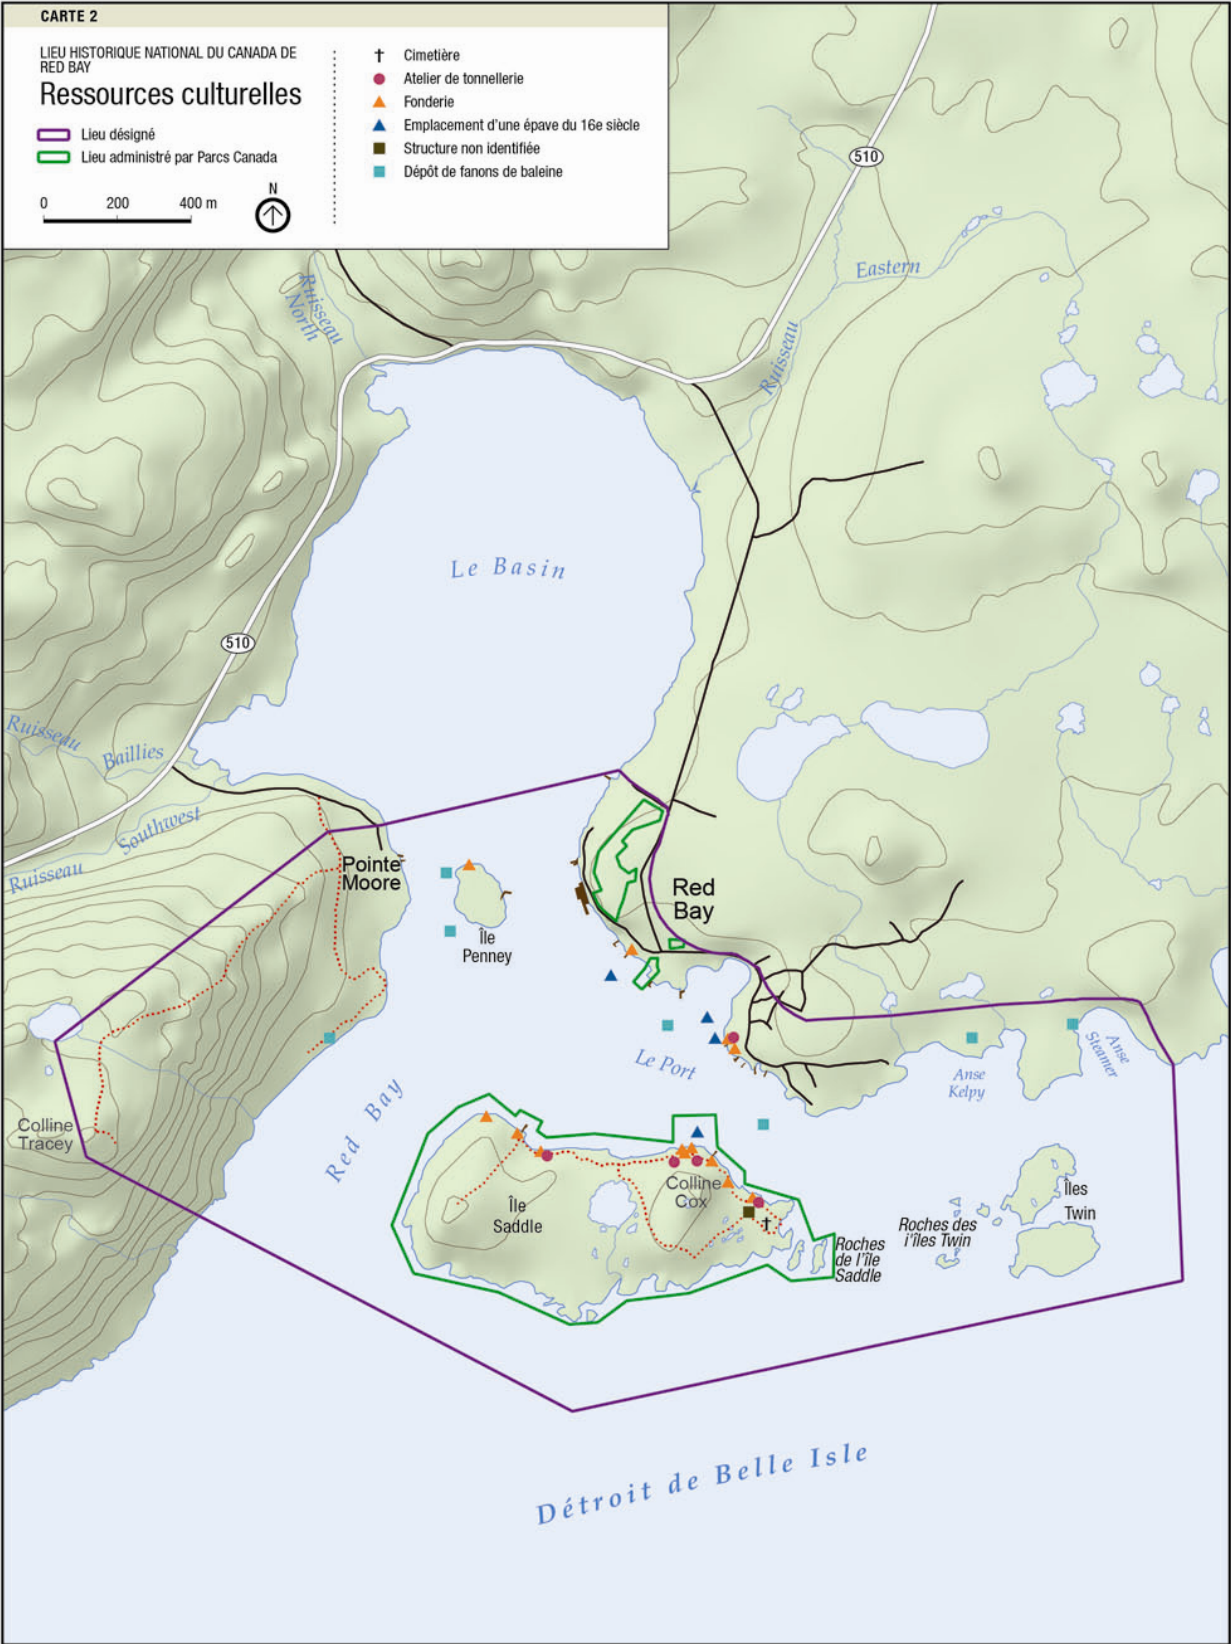 CARTE 2
LIEU HISTORIQUE NATIONAL DU CANADA DE
RED BAY
Ressources culturelles
Lieu désigné
Lieu administré par Parcs Canada
0 200 400 m
N
Cimetière
Atelier de tonnellerie
Fonderie
Emplacement d'une épave du 16e siècle
Structure non identifiée
Dépôt de fanons de baleine
510
Eastern
Ruisseau
Ruisseau
North
Le Basin
510
Ruisseau
Baillies
Southwest
Ruisseau
Pointe
Moore
Red
Bay
Île
Penney
Le Port
Anse
Steamer
Anse
Kelpy
Red Bay
Colline
Tracey
Colline
Cox
Île
Saddle
Îles
Twin
Roches des
i'îles Twin
Roches
de l'île
Saddle
Détroit de Belle Isle